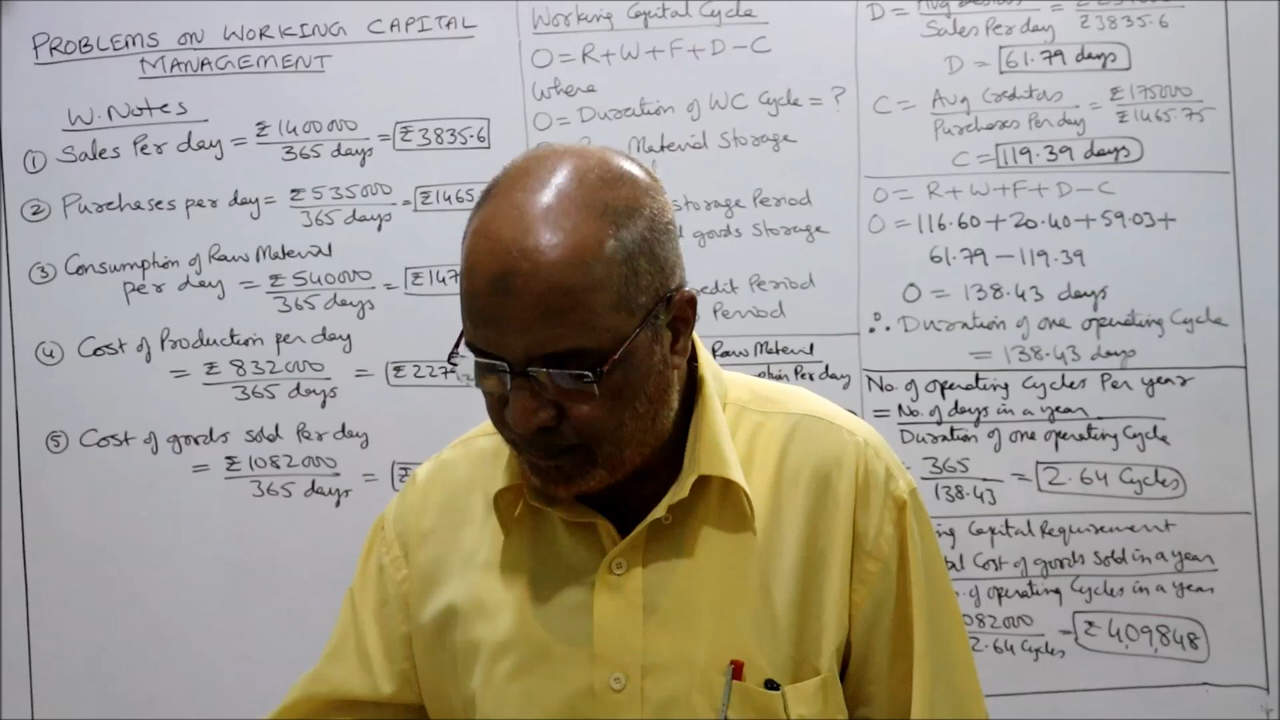 PROBLEMS ON WORKING CAPITAL
MANAGEMENT
W. Notes
① Sales Per day = ₹1400000 / 365 days = ₹3835.6
② Purchases per day = ₹535000 / 365 days = ₹1465
③ Consumption of Raw Material
per day = ₹540000 / 365 days = ₹147
④ Cost of Production per day
= ₹832000 / 365 days = ₹227
⑤ Cost of goods sold Per day
= ₹1082000 / 365 days = ₹
Working Capital Cycle
O = R+W+F+D-C
Where
O = Duration of WC Cycle = ?
Material Storage
Storage Period
goods Storage
Period
Period
Raw Material
Per day
D = / Sales Per day = / ₹3835.6
D = 61.79 days
C = Avg Creditors / Purchases Per day = ₹175000 / ₹1465.75
C = 119.39 days
O = R+W+F+D-C
O = 116.60+20.40+59.03+
61.79-119.39
O = 138.43 days
∴ Duration of one operating Cycle
= 138.43 days
No. of operating Cycles Per year
= No. of days in a year
Duration of one operating Cycle
365 / 138.43 = 2.64 Cycles
Capital Requirement
Cost of goods sold in a year
of operating Cycles in a year
082000 / 2.64 Cycles = ₹4,09,848